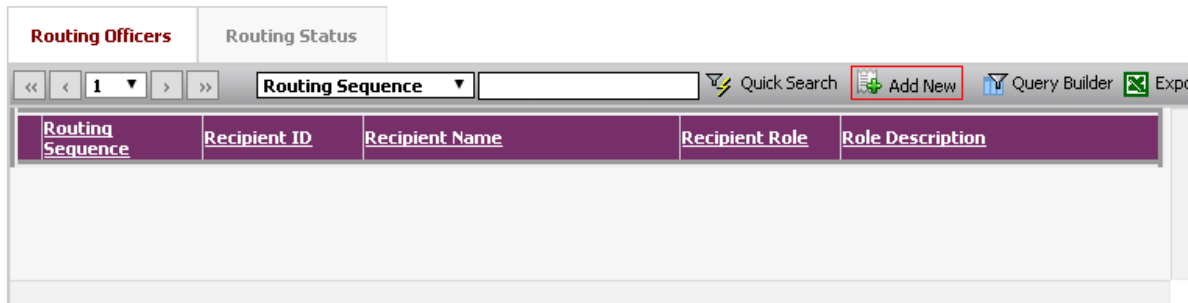 Routing Officers Routing Status
<< < 1 > >> Routing Sequence Quick Search Add New Query Builder Expo
Routing Sequence Recipient ID Recipient Name Recipient Role Role Description